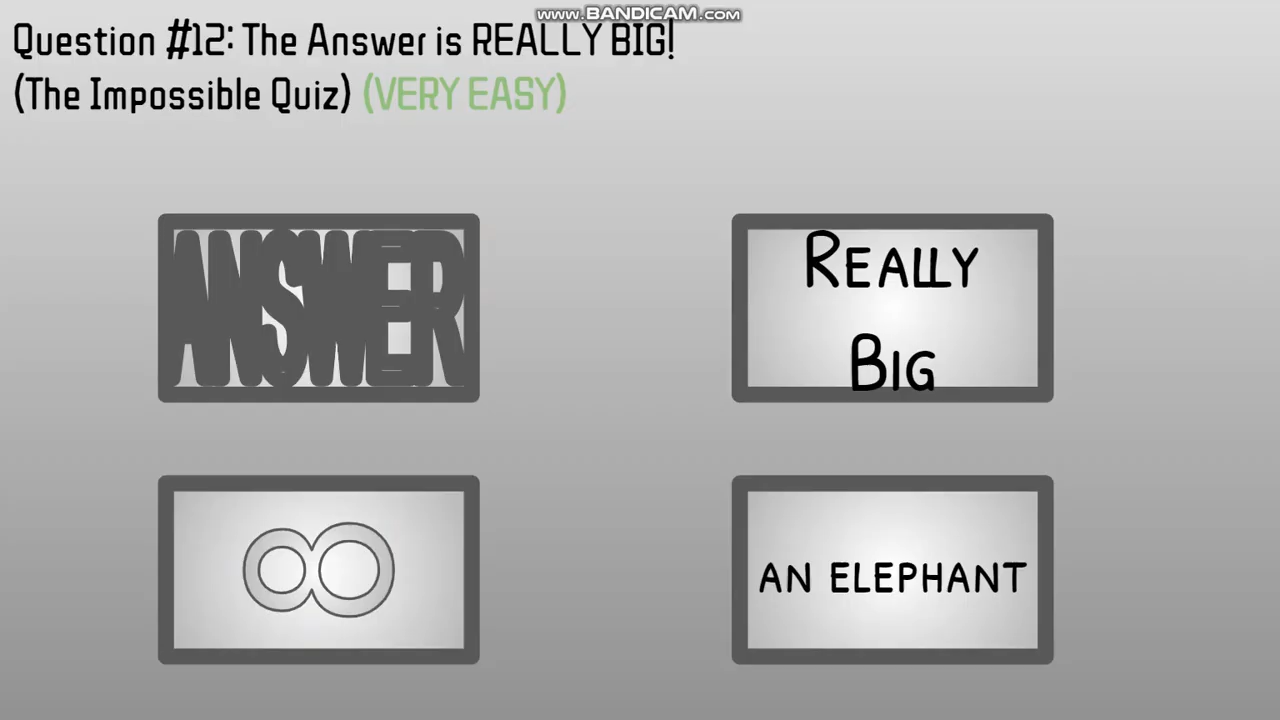 www.BANDICAM.com
Question #12: The Answer is REALLY BIG!
(The Impossible Quiz) (VERY EASY)
ANSWER
REALLY
BIG
8
AN ELEPHANT